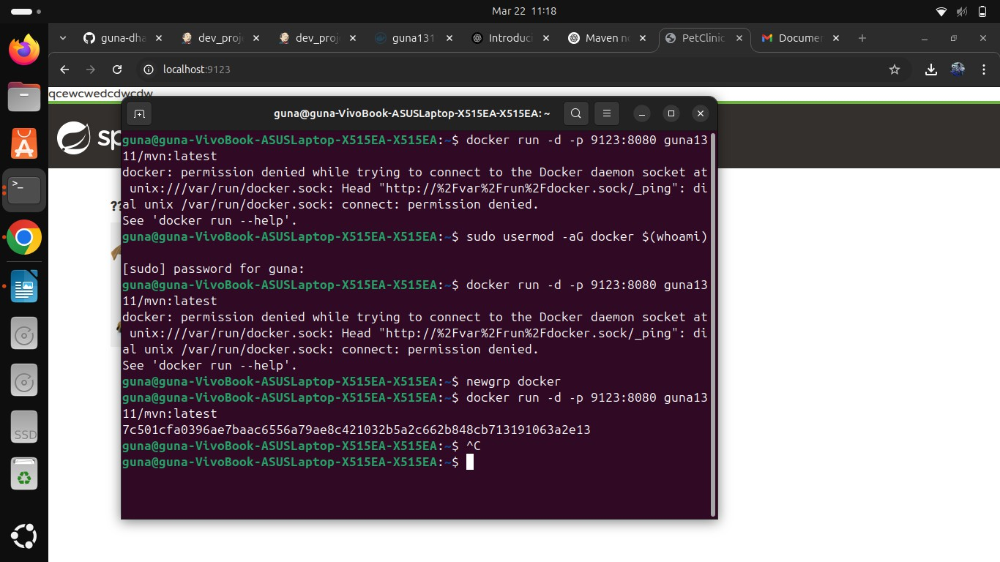 Mar 22 11:18
guna-dha
dev_proj
dev_proj
guna131
Introduci
Maven no
PetClinic
Documen
localhost:9123
qcewcwedcdwcdw
sp
??
guna@guna-VivoBook-ASUSLaptop-X515EA-X515EA: ~
guna@guna-VivoBook-ASUSLaptop-X515EA-X515EA:~$ docker run -d -p 9123:8080 guna13
11/mvn:latest
docker: permission denied while trying to connect to the Docker daemon socket at
unix:///var/run/docker.sock: Head "http://%2Fvar%2Frun%2Fdocker.sock/_ping": di
al unix /var/run/docker.sock: connect: permission denied.
See 'docker run --help'.
guna@guna-VivoBook-ASUSLaptop-X515EA-X515EA:~$ sudo usermod -aG docker $(whoami)
[sudo] password for guna:
guna@guna-VivoBook-ASUSLaptop-X515EA-X515EA:~$ docker run -d -p 9123:8080 guna13
11/mvn:latest
docker: permission denied while trying to connect to the Docker daemon socket at
unix:///var/run/docker.sock: Head "http://%2Fvar%2Frun%2Fdocker.sock/_ping": di
al unix /var/run/docker.sock: connect: permission denied.
See 'docker run --help'.
guna@guna-VivoBook-ASUSLaptop-X515EA-X515EA:~$ newgrp docker
guna@guna-VivoBook-ASUSLaptop-X515EA-X515EA:~$ docker run -d -p 9123:8080 guna13
11/mvn:latest
7c501cfa0396ae7baac6556a79ae8c421032b5a2c662b848cb713191063a2e13
guna@guna-VivoBook-ASUSLaptop-X515EA-X515EA:~$ ^C
guna@guna-VivoBook-ASUSLaptop-X515EA-X515EA:~$
SSD